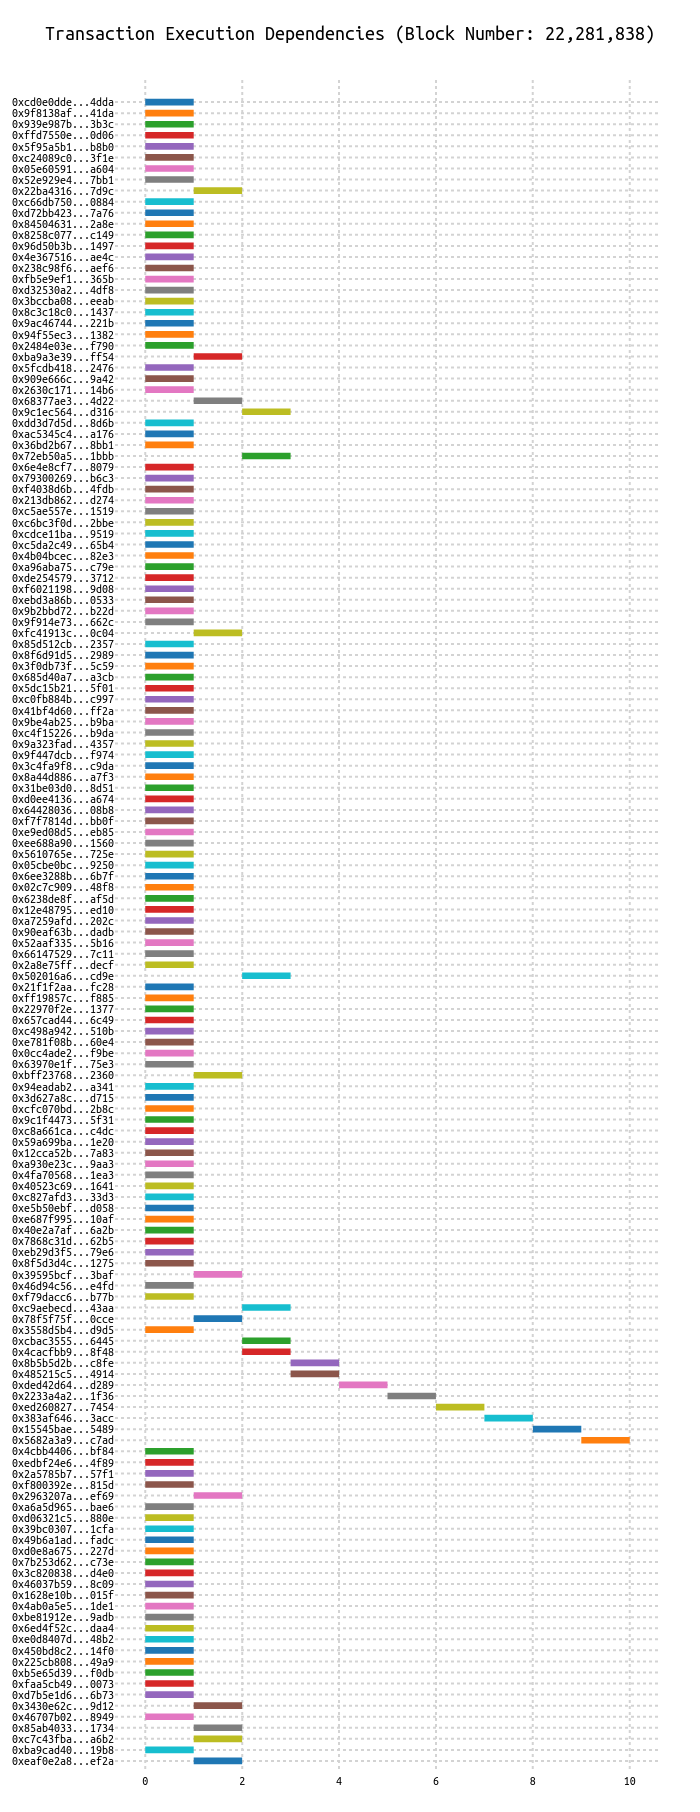 Transaction Execution Dependencies (Block Number: 22,281,838)
0xcd0e0dde...4dda
0x9f8138af...41da
0x939e987b...3b3c
0xffd7550e...0d06
0x5f95a5b1...b8b0
0xc24089c0...3f1e
0x05e60591...a604
0x52e929e4...7bb1
0x22ba4316...7d9c
0xc66db750...0884
0xd72bb423...7a76
0x84504631...2a8e
0x8258c077...c149
0x96d50b3b...1497
0x4e367516...ae4c
0x238c98f6...aef6
0xfb5e9ef1...365b
0xd32530a2...4df8
0x3bccba08...eeab
0x8c3c18c0...1437
0x9ac46744...221b
0x94f55ec3...1382
0x2484e03e...f790
0xba9a3e39...ff54
0x5fcdb418...2476
0x909e666c...9a42
0x2630c171...14b6
0x68377ae3...4d22
0x9c1ec564...d316
0xdd3d7d5d...8d6b
0xac5345c4...a176
0x36bd2b67...8bb1
0x72eb50a5...1bbb
0x6e4e8cf7...8079
0x79300269...b6c3
0xf4038d6b...4fdb
0x213db862...d274
0xc5ae557e...1519
0xc6bc3f0d...2bbe
0xcdce11ba...9519
0xc5da2c49...65b4
0x4b04bcec...82e3
0xa96aba75...c79e
0xde254579...3712
0xf6021198...9d08
0xebd3a86b...0533
0x9b2bbd72...b22d
0x9f914e73...662c
0xfc41913c...0c04
0x85d512cb...2357
0x8f6d91d5...2989
0x3f0db73f...5c59
0x685d40a7...a3cb
0x5dc15b21...5f01
0xc0fb884b...c997
0x41bf4d60...ff2a
0x9be4ab25...b9ba
0xc4f15226...b9da
0x9a323fad...4357
0x9f447dcb...f974
0x3c4fa9f8...c9da
0x8a44d886...a7f3
0x31be03d0...8d51
0xd0ee4136...a674
0x64428036...08b8
0xf7f7814d...bb0f
0xe9ed08d5...eb85
0xee688a90...1560
0x5610765e...725e
0x05cbe0bc...9250
0x6ee3288b...6b7f
0x02c7c909...48f8
0x6238de8f...af5d
0x12e48795...ed10
0xa7259afd...202c
0x90eaf63b...dadb
0x52aaf335...5b16
0x66147529...7c11
0x2a8e75ff...decf
0x502016a6...cd9e
0x21f1f2aa...fc28
0xff19857c...f885
0x22970f2e...1377
0x657cad44...6c49
0xc498a942...510b
0xe781f08b...60e4
0x0cc4ade2...f9be
0x63970e1f...75e3
0xbff23768...2360
0x94eadab2...a341
0x3d627a8c...d715
0xcfc070bd...2b8c
0x9c1f4473...5f31
0xc8a661ca...c4dc
0x59a699ba...1e20
0x12cca52b...7a83
0xa930e23c...9aa3
0x4fa70568...1ea3
0x40523c69...1641
0xc827afd3...33d3
0xe5b50ebf...d058
0xe687f995...10af
0x40e2a7af...6a2b
0x7868c31d...62b5
0xeb29d3f5...79e6
0x8f5d3d4c...1275
0x39595bcf...3baf
0x46d94c56...e4fd
0xf79dacc6...b77b
0xc9aebecd...43aa
0x78f5f75f...0cce
0x3558d5b4...d9d5
0xcbac3555...6445
0x4cacfbb9...8f48
0x8b5b5d2b...c8fe
0x485215c5...4914
0xded42d64...d289
0x2233a4a2...1f36
0xed260827...7454
0x383af646...3acc
0x15545bae...5489
0x5682a3a9...c7ad
0x4cbb4406...bf84
0xedbf24e6...4f89
0x2a5785b7...57f1
0xf800392e...815d
0x2963207a...ef69
0xa6a5d965...bae6
0xd06321c5...880e
0x39bc0307...1cfa
0x49b6a1ad...fadc
0xd0e8a675...227d
0x7b253d62...c73e
0x3c820838...d4e0
0x46037b59...8c09
0x1628e10b...015f
0x4ab0a5e5...1de1
0xbe81912e...9adb
0x6ed4f52c...daa4
0xe0d8407d...48b2
0x450bd8c2...14f0
0x225cb808...49a9
0xb5e65d39...f0db
0xfaa5cb49...0073
0xd7b5e1d6...6b73
0x3430e62c...9d12
0x46707b02...8949
0x85ab4033...1734
0xc7c43fba...a6b2
0xba9cad40...19b8
0xeaf0e2a8...ef2a
0 2 4 6 8 10